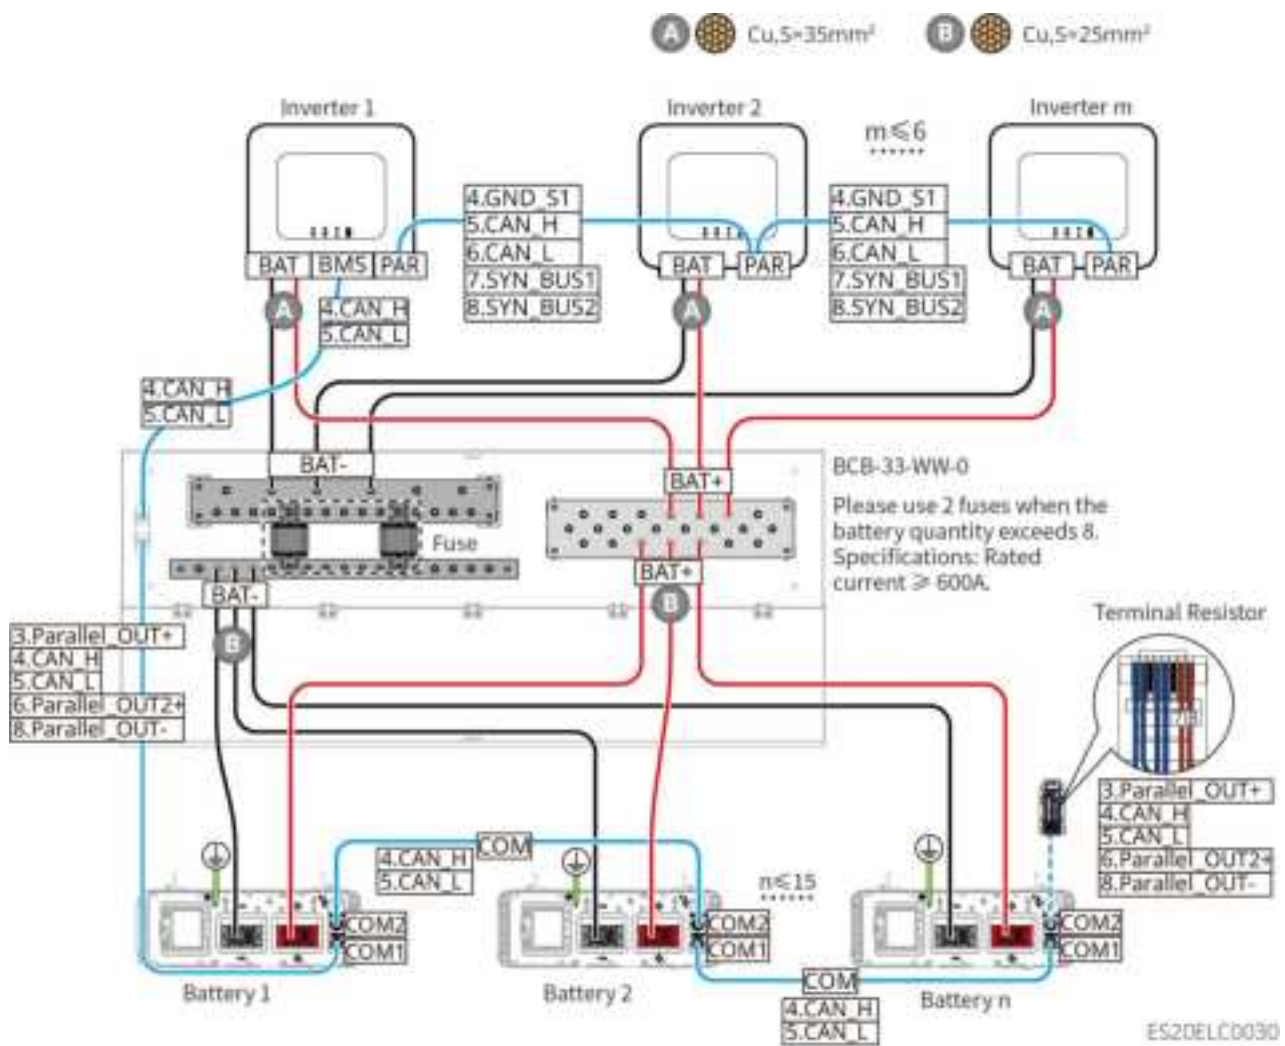 A Cu,S=35mm²
B Cu,S=25mm²
Inverter 1
Inverter 2
m≤6
Inverter m
4.GND_S1
5.CAN_H
6.CAN_L
7.SYN_BUS1
8.SYN_BUS2
4.GND_S1
5.CAN_H
6.CAN_L
7.SYN_BUS1
8.SYN_BUS2
BAT BMS PAR
BAT PAR
BAT PAR
A
4.CAN_H
5.CAN_L
A
A
4.CAN_H
5.CAN_L
BAT-
BAT+
BCB-33-WW-0
Please use 2 fuses when the
battery quantity exceeds 8.
Specifications: Rated
current ≥ 600A.
Fuse
BAT+
BAT-
B
B
3.Parallel_OUT+
4.CAN_H
5.CAN_L
6.Parallel_OUT2+
8.Parallel_OUT-
Terminal Resistor
3.Parallel_OUT+
4.CAN_H
5.CAN_L
6.Parallel_OUT2+
8.Parallel_OUT-
COM
4.CAN_H
5.CAN_L
n≤15
COM2
COM1
COM2
COM1
COM2
COM1
Battery 1
Battery 2
COM
4.CAN_H
5.CAN_L
Battery n
ES20ELC0030